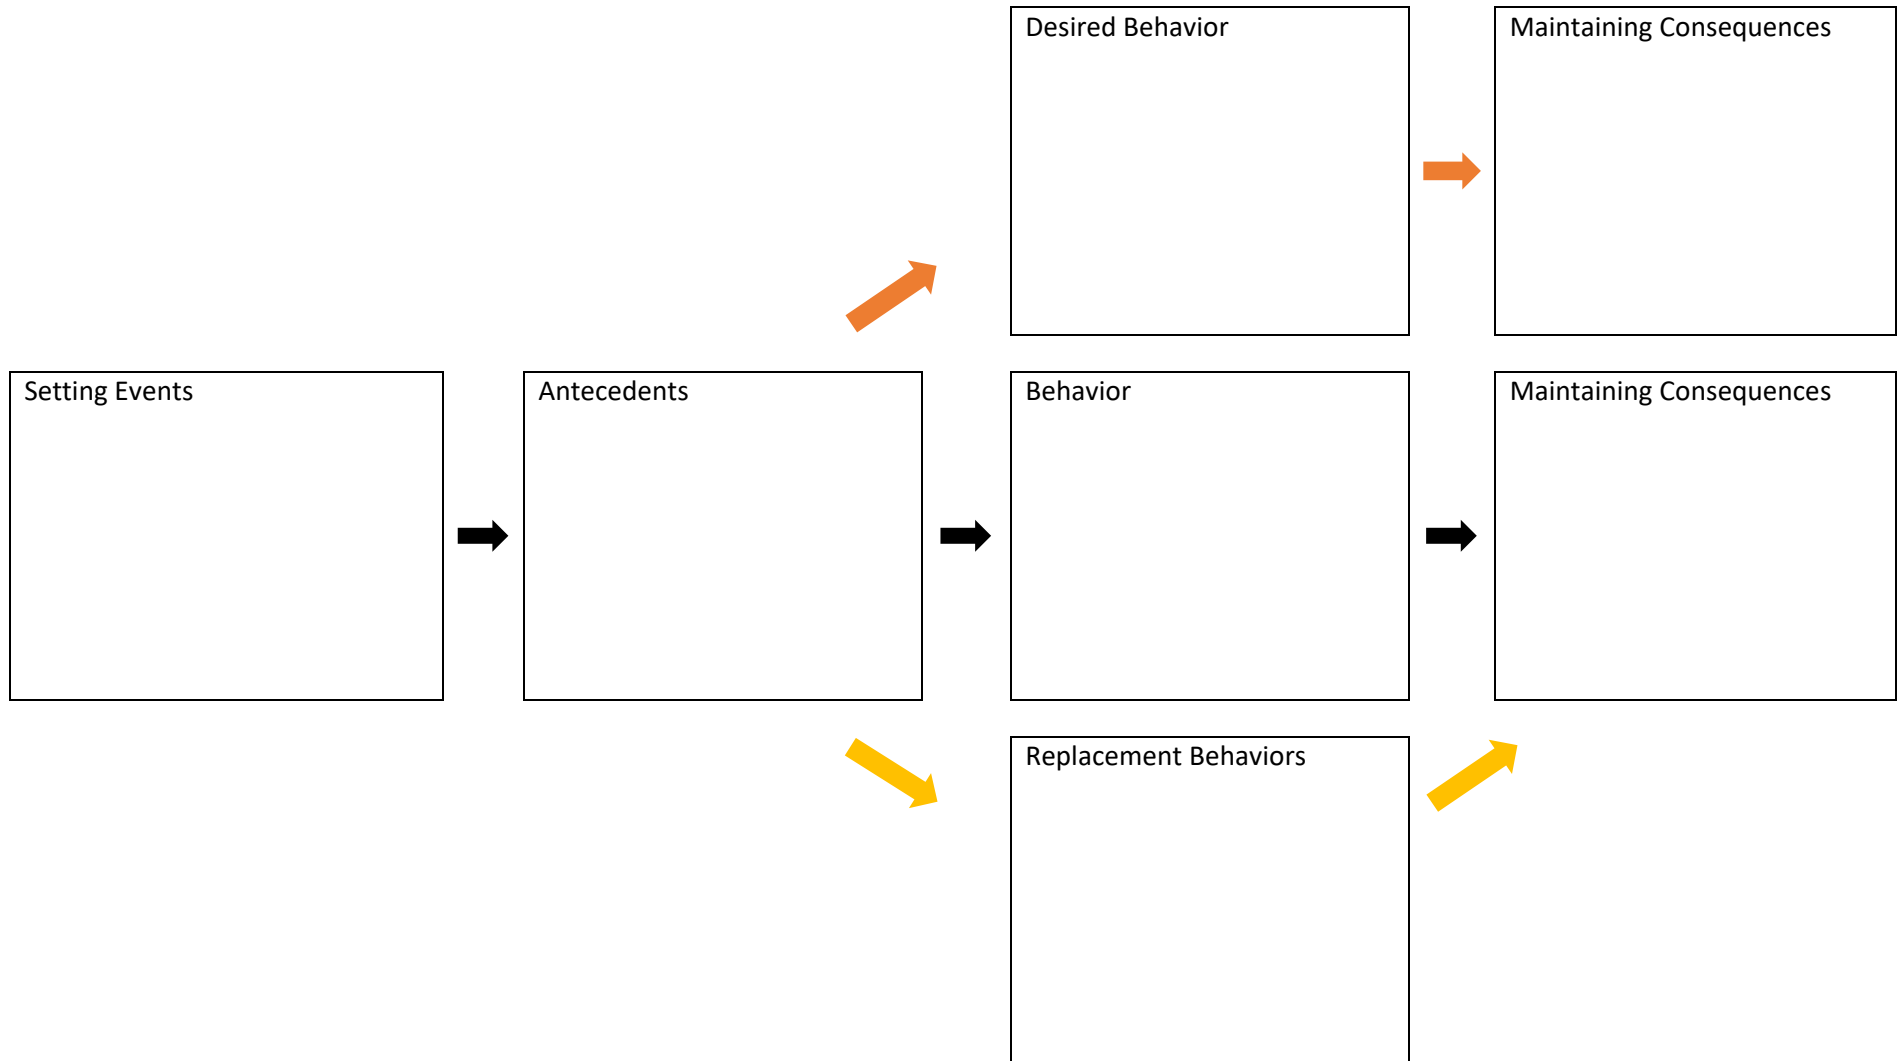 Desired Behavior
Maintaining Consequences
Setting Events
Antecedents
Behavior
Maintaining Consequences
Replacement Behaviors